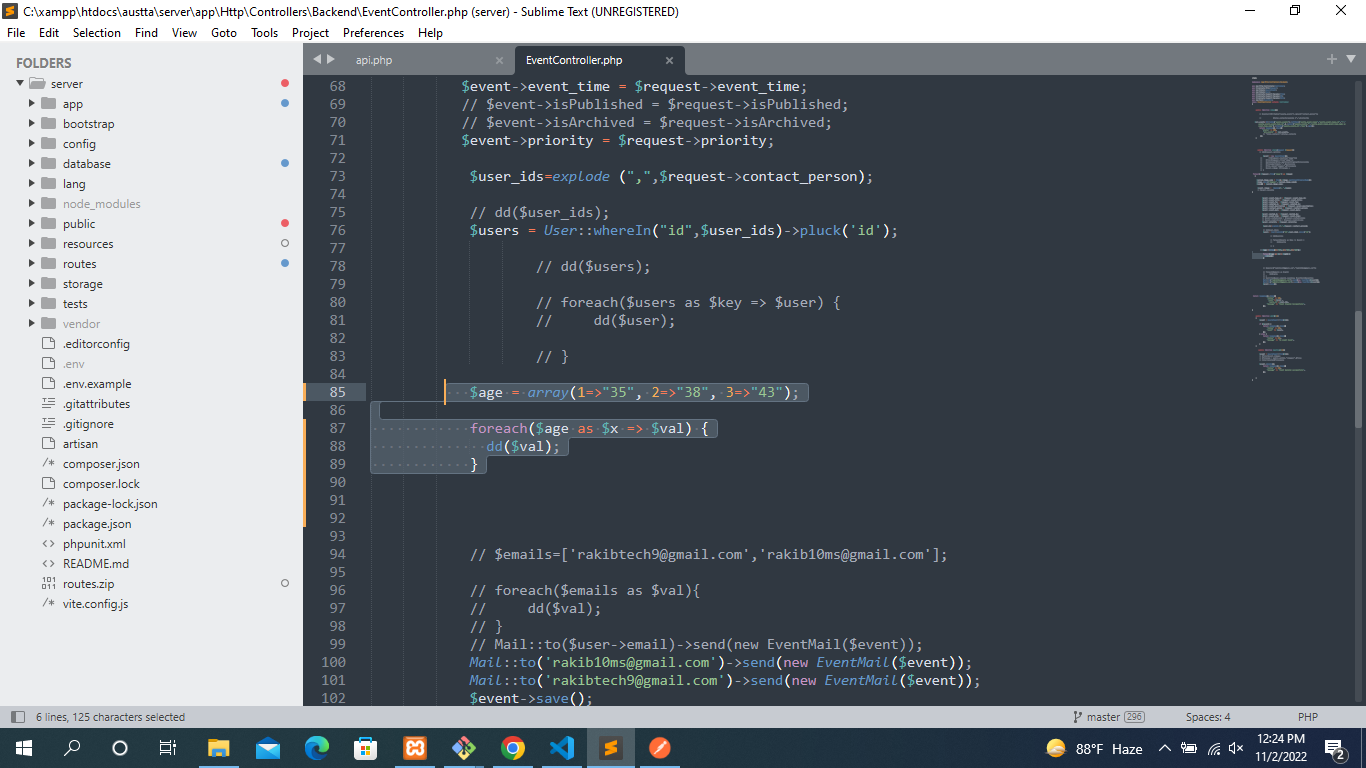 C:\xampp\htdocs\austta\server\app\Http\Controllers\Backend\EventController.php (server) - Sublime Text (UNREGISTERED)
File Edit Selection Find View Goto Tools Project Preferences Help
FOLDERS
server
app
bootstrap
config
database
lang
node_modules
public
resources
routes
storage
tests
vendor
.editorconfig
.env
.env.example
.gitattributes
.gitignore
artisan
composer.json
composer.lock
package-lock.json
package.json
phpunit.xml
README.md
routes.zip
vite.config.js
api.php
EventController.php
68 $event->event_time = $request->event_time;
69 // $event->isPublished = $request->isPublished;
70 // $event->isArchived = $request->isArchived;
71 $event->priority = $request->priority;
72
73 $user_ids=explode (",",$request->contact_person);
74
75 // dd($user_ids);
76 $users = User::whereIn("id",$user_ids)->pluck('id');
77
78 // dd($users);
79
80 // foreach($users as $key => $user) {
81 // dd($user);
82
83 // }
84
85 $age = array(1=>"35", 2=>"38", 3=>"43");
86
87 foreach($age as $x => $val) {
88 dd($val);
89 }
90
91
92
93
94 // $emails=['rakibtech9@gmail.com','rakib10ms@gmail.com'];
95
96 // foreach($emails as $val){
97 // dd($val);
98 // }
99 // Mail::to($user->email)->send(new EventMail($event));
100 Mail::to('rakib10ms@gmail.com')->send(new EventMail($event));
101 Mail::to('rakibtech9@gmail.com')->send(new EventMail($event));
102 $event->save();
6 lines, 125 characters selected
master 296
Spaces: 4
PHP
88°F Haze
12:24 PM
11/2/2022
2